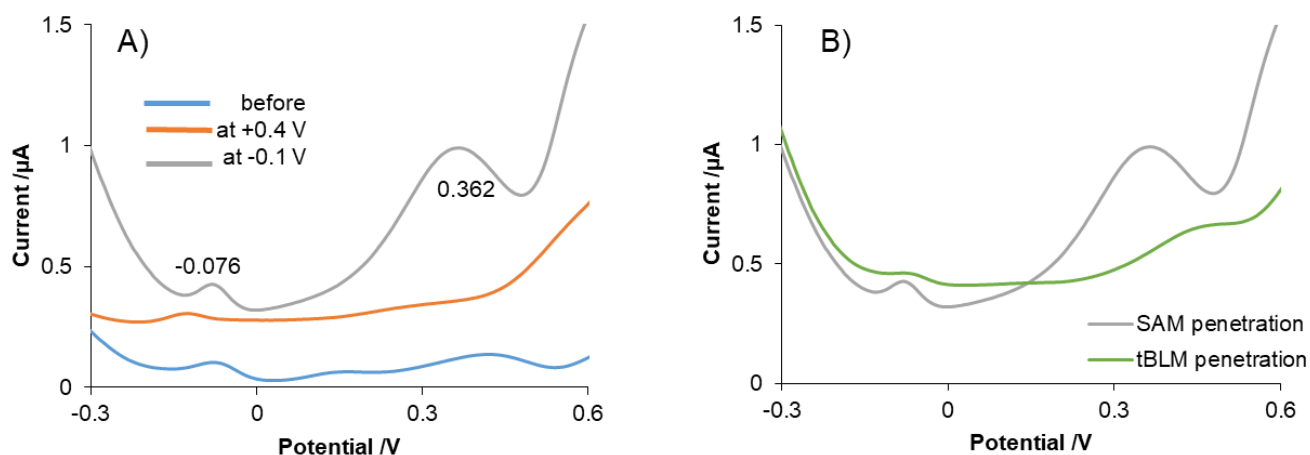 A)
1.5
1
0.5
0
Current /µA
before
at +0.4 V
at -0.1 V
-0.076
0.362
-0.3
0
0.3
0.6
Potential /V
B)
1.5
1
0.5
0
Current /µA
SAM penetration
tBLM penetration
-0.3
0
0.3
0.6
Potential /V